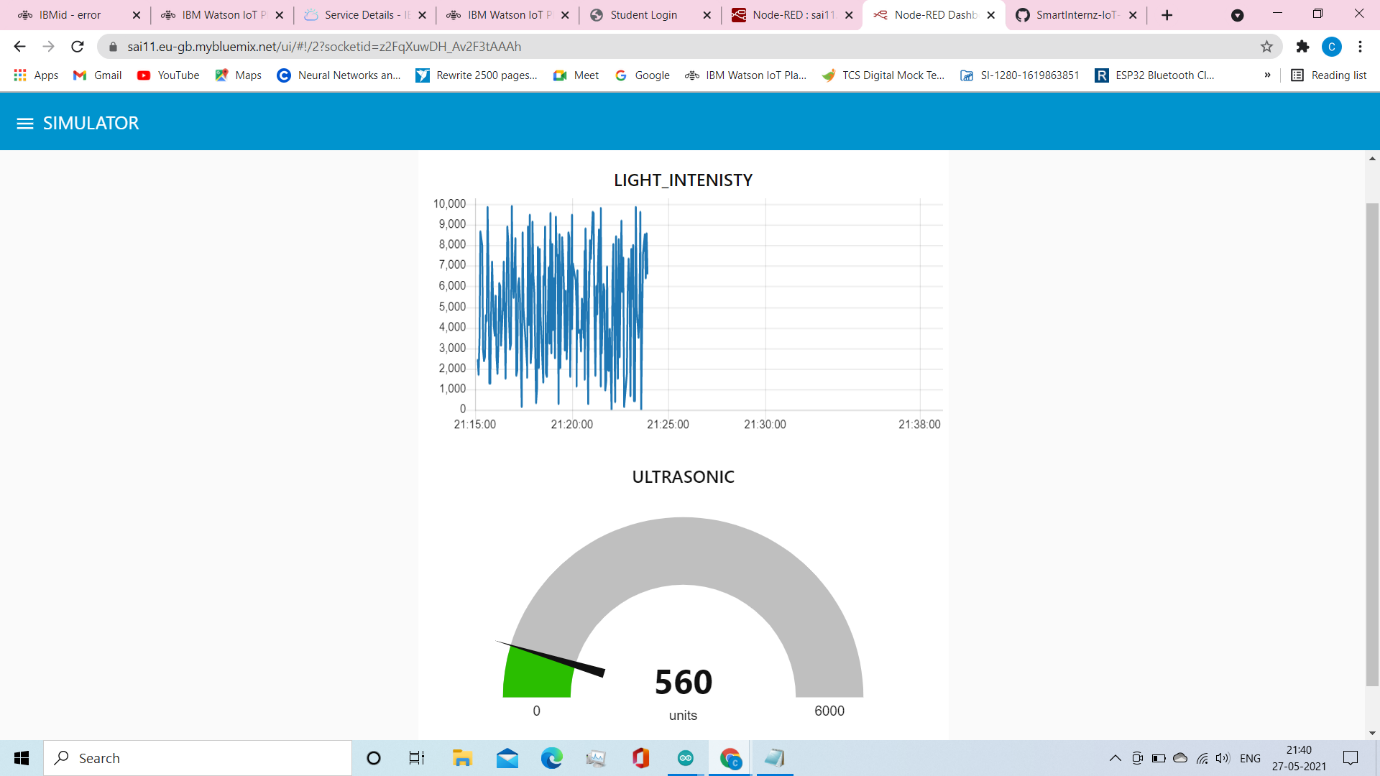 IBMid - error
IBM Watson IoT P
Service Details - IE
IBM Watson IoT P
Student Login
Node-RED : sai11
Node-RED Dashb
SmartInternz-IoT-
sai11.eu-gb.mybluemix.net/ui/#!/2?socketid=z2FqXuwDH_Av2F3tAAAh
C
Apps
Gmail
YouTube
Maps
Neural Networks an...
Rewrite 2500 pages...
Meet
Google
IBM Watson IoT Pla...
TCS Digital Mock Te...
SI-1280-1619863851
ESP32 Bluetooth Cl...
»
Reading list
SIMULATOR
LIGHT_INTENISTY
10,000
9,000
8,000
7,000
6,000
5,000
4,000
3,000
2,000
1,000
0
21:15:00 21:20:00 21:25:00 21:30:00 21:38:00
ULTRASONIC
560
units
0
6000
Search
ENG
21:40
27-05-2021